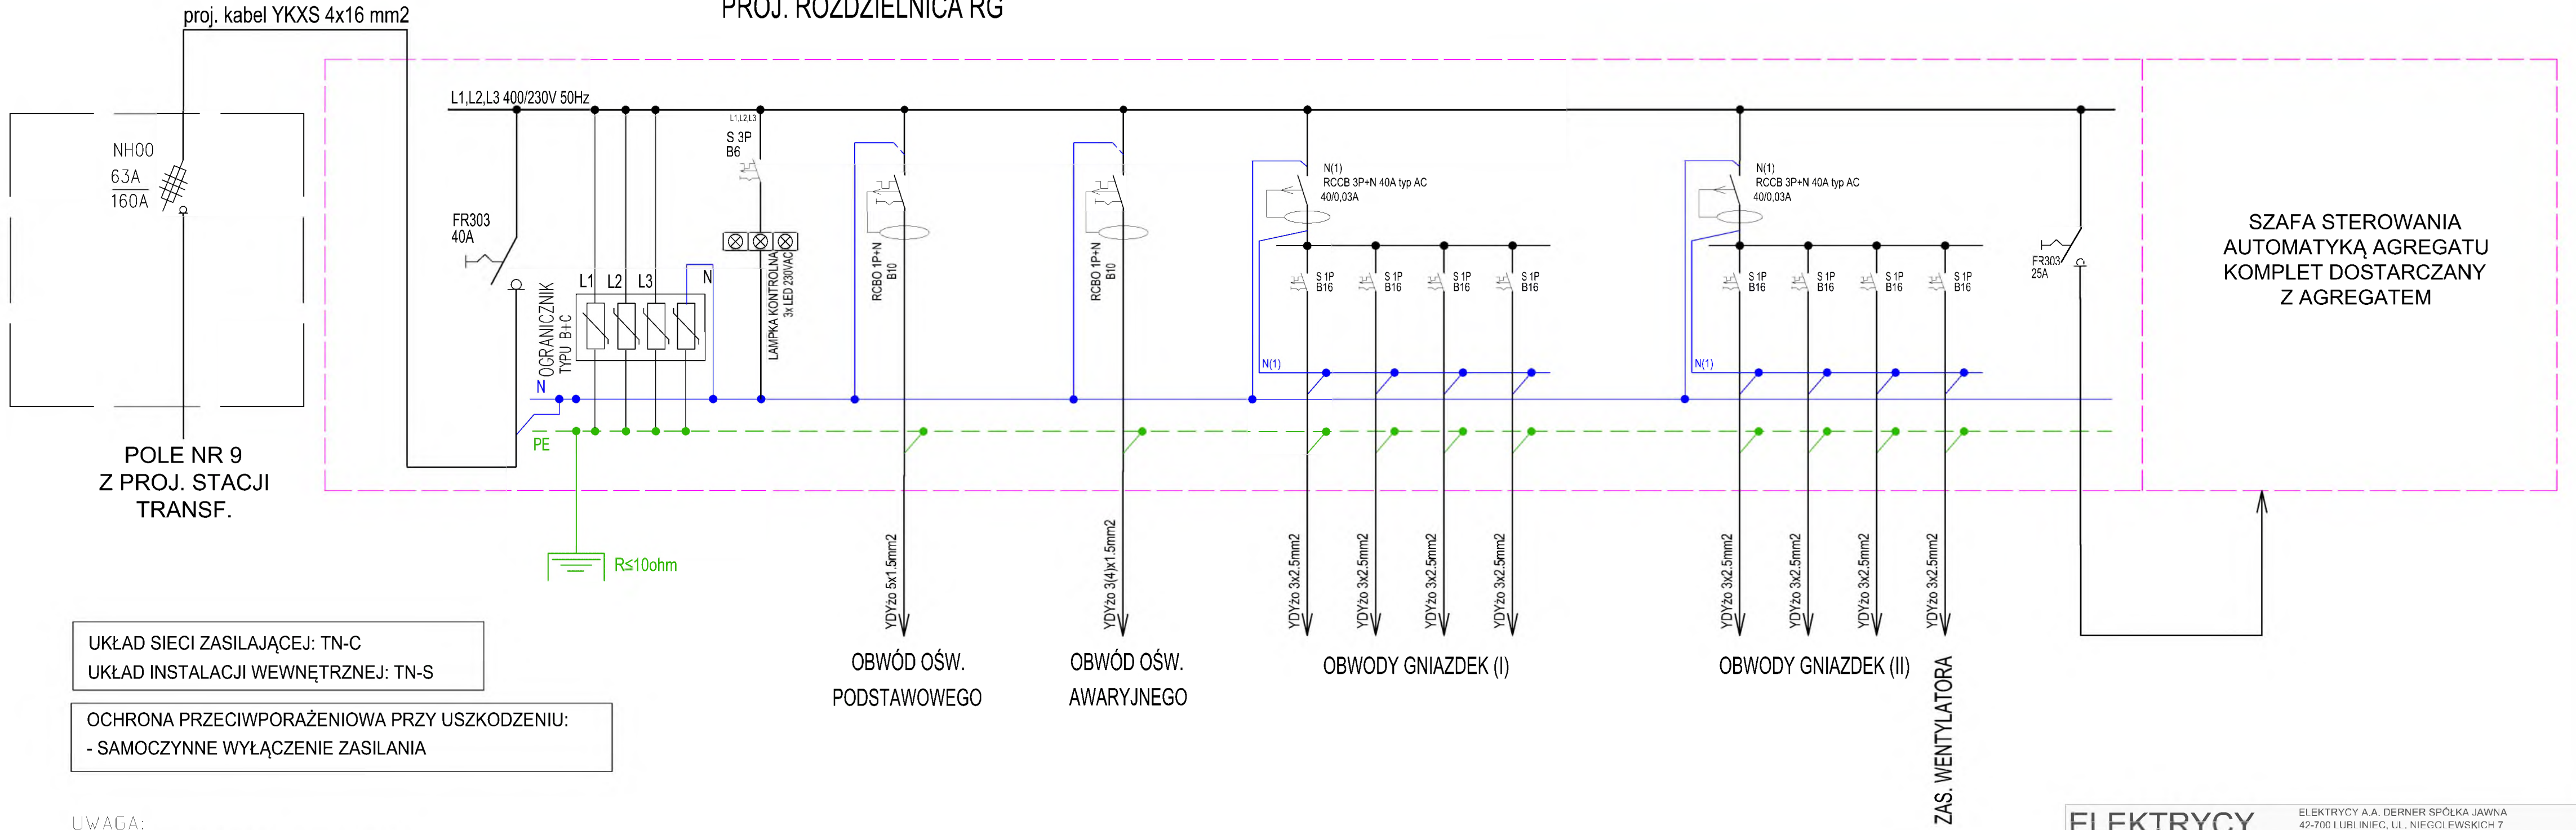 proj. kabel YKXS 4x16 mm2
PROJ. ROZDZIELNICA RG
L1,L2,L3 400/230V 50Hz
NH00
63A
160A
POLE NR 9
Z PROJ. STACJI
TRANSF.
FR303
40A
OGRANICZNIK
TYPU B+C
L1
L2
L3
N
N
PE
R≤10ohm
L1,L2,L3
S 3P
B6
LAMPKA KONTROLNA
3x LED 230VAC
RCBO 1P+N
B10
YDYżo 5x1.5mm2
OBWÓD OŚW.
PODSTAWOWEGO
RCBO 1P+N
B10
YDYżo 3(4)x1.5mm2
OBWÓD OŚW.
AWARYJNEGO
N(1)
RCCB 3P+N 40A typ AC
40/0,03A
S 1P
B16
S 1P
B16
S 1P
B16
S 1P
B16
N(1)
YDYżo 3x2.5mm2
YDYżo 3x2.5mm2
YDYżo 3x2.5mm2
YDYżo 3x2.5mm2
OBWODY GNIAZDEK (I)
N(1)
RCCB 3P+N 40A typ AC
40/0,03A
S 1P
B16
S 1P
B16
S 1P
B16
S 1P
B16
N(1)
YDYżo 3x2.5mm2
YDYżo 3x2.5mm2
YDYżo 3x2.5mm2
YDYżo 3x2.5mm2
OBWODY GNIAZDEK (II)
ZAS. WENTYLATORA
FR303
25A
SZAFA STEROWANIA
AUTOMATYKĄ AGREGATU
KOMPLET DOSTARCZANY
Z AGREGATEM
UKŁAD SIECI ZASILAJĄCEJ: TN-C
UKŁAD INSTALACJI WEWNĘTRZNEJ: TN-S
OCHRONA PRZECIWPORAŻENIOWA PRZY USZKODZENIU:
- SAMOCZYNNE WYŁĄCZENIE ZASILANIA
UWAGA:
ELEKTRYCY
ELEKTRYCY A.A. DERNER SPÓŁKA JAWNA
42-700 LUBLINIEC, UL. NIEGOLEWSKICH 7